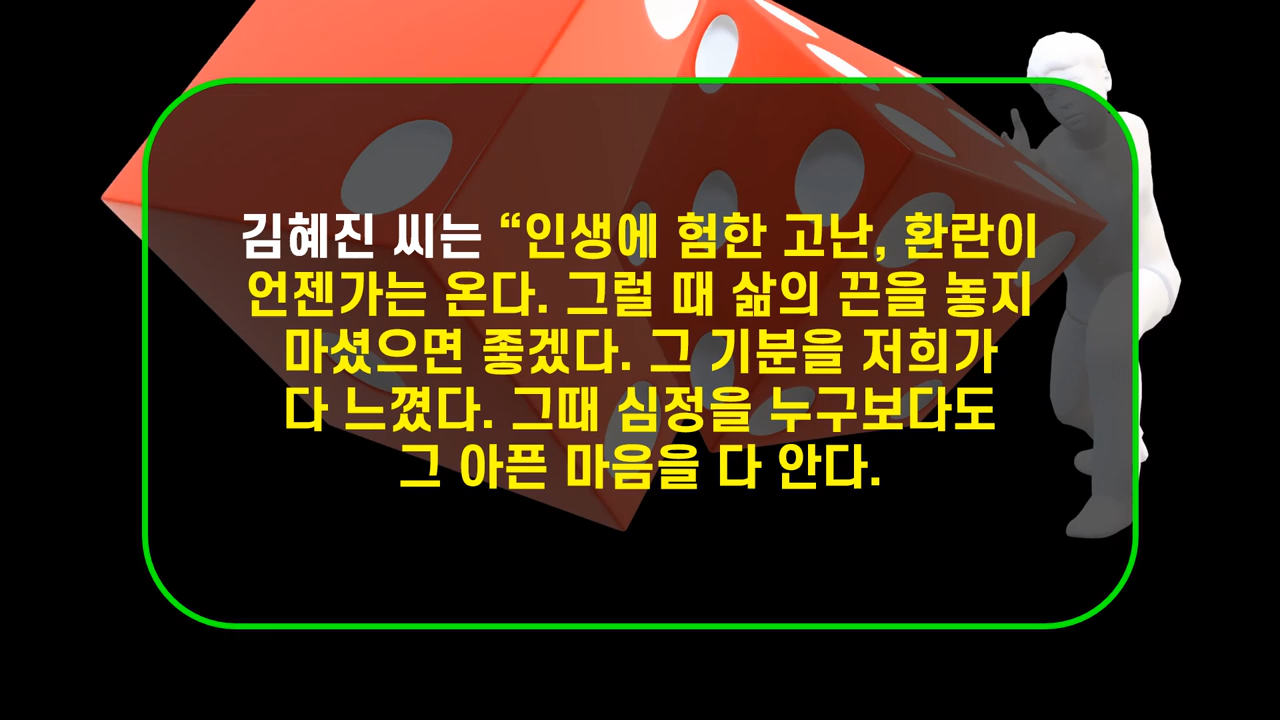 김혜진 씨는 “인생에 험한 고난, 환란이
언젠가는 온다. 그럴 때 삶의 끈을 놓지
마셨으면 좋겠다. 그 기분을 저희가
다 느꼈다. 그때 심정을 누구보다도
그 아픈 마음을 다 안다.